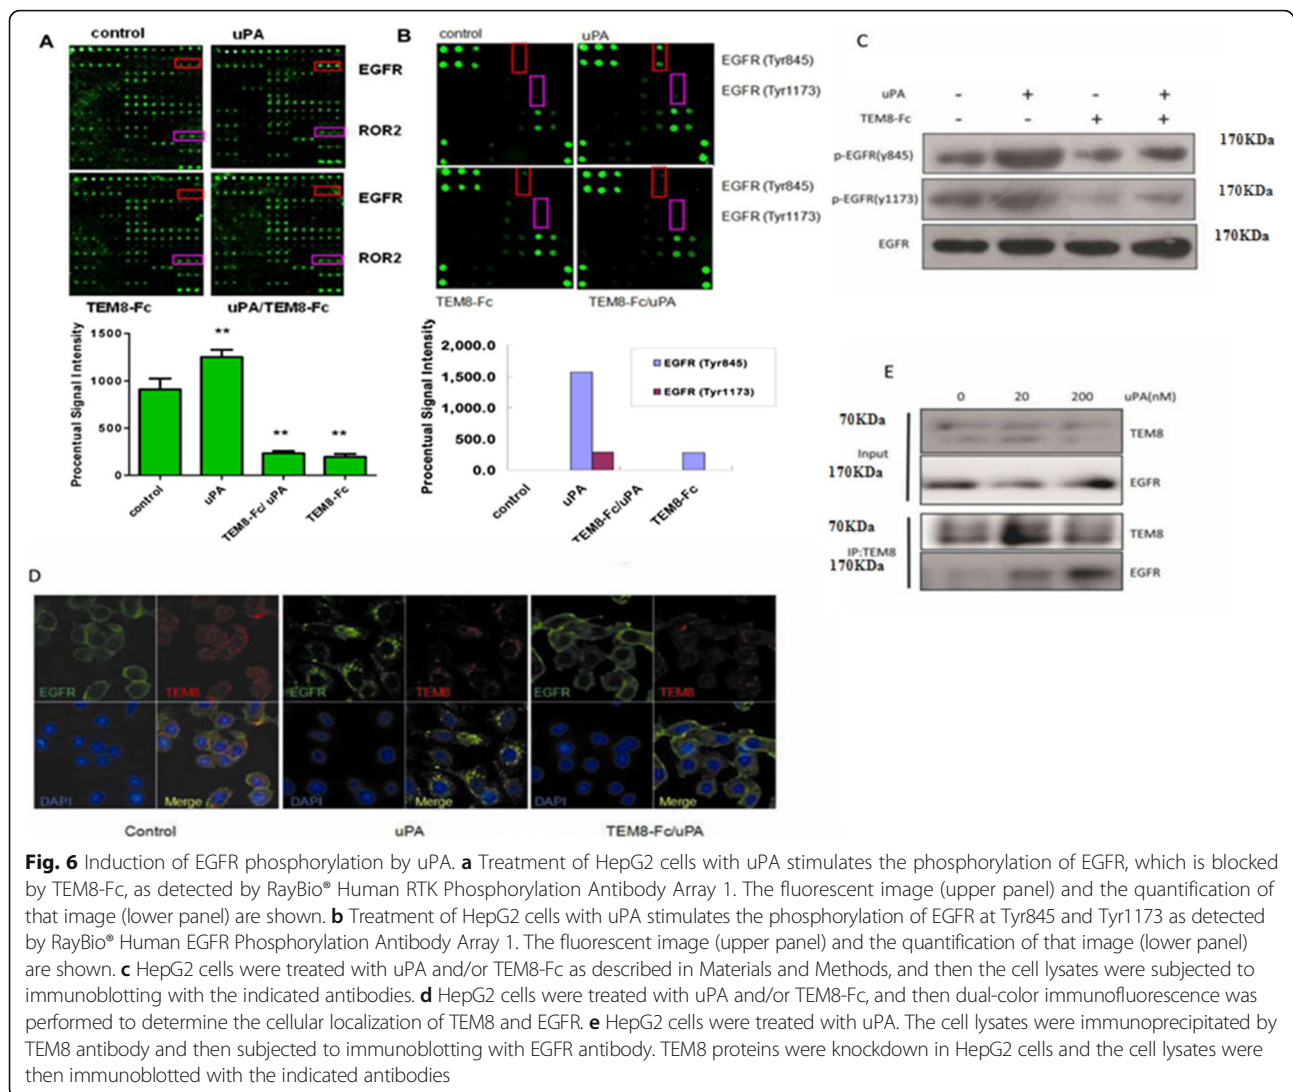 A
control uPA
EGFR
ROR2
EGFR
ROR2
TEM8-Fc uPA/TEM8-Fc
Procentual Signal Intensity
1500
1000
500
0
** ** **
control uPA TEM8-Fc/ uPA TEM8-Fc
B
control uPA
EGFR (Tyr845)
EGFR (Tyr1173)
EGFR (Tyr845)
EGFR (Tyr1173)
TEM8-Fc TEM8-Fc/uPA
Procentual Signal Intensity
2,000.0
1,500.0
1,000.0
500.0
0.0
EGFR (Tyr845)
EGFR (Tyr1173)
control uPA TEM8-Fc/uPA TEM8-Fc
C
uPA - + - +
TEM8-Fc - - + +
p-EGFR(y845) 170KDa
p-EGFR(y1173) 170KDa
EGFR 170KDa
E
0 20 200 uPA(nM)
70KDa TEM8
Input
170KDa EGFR
70KDa TEM8
IP:TEM8
170KDa EGFR
D
EGFR TEM8 EGFR TEM8 EGFR TEM8
DAPI Merge DAPI Merge DAPI Merge
Control uPA TEM8-Fc/uPA
Fig. 6 Induction of EGFR phosphorylation by uPA. a Treatment of HepG2 cells with uPA stimulates the phosphorylation of EGFR, which is blocked
by TEM8-Fc, as detected by RayBio® Human RTK Phosphorylation Antibody Array 1. The fluorescent image (upper panel) and the quantification of
that image (lower panel) are shown. b Treatment of HepG2 cells with uPA stimulates the phosphorylation of EGFR at Tyr845 and Tyr1173 as detected
by RayBio® Human EGFR Phosphorylation Antibody Array 1. The fluorescent image (upper panel) and the quantification of that image (lower panel)
are shown. c HepG2 cells were treated with uPA and/or TEM8-Fc as described in Materials and Methods, and then the cell lysates were subjected to
immunoblotting with the indicated antibodies. d HepG2 cells were treated with uPA and/or TEM8-Fc, and then dual-color immunofluorescence was
performed to determine the cellular localization of TEM8 and EGFR. e HepG2 cells were treated with uPA. The cell lysates were immunoprecipitated by
TEM8 antibody and then subjected to immunoblotting with EGFR antibody. TEM8 proteins were knockdown in HepG2 cells and the cell lysates were
then immunoblotted with the indicated antibodies